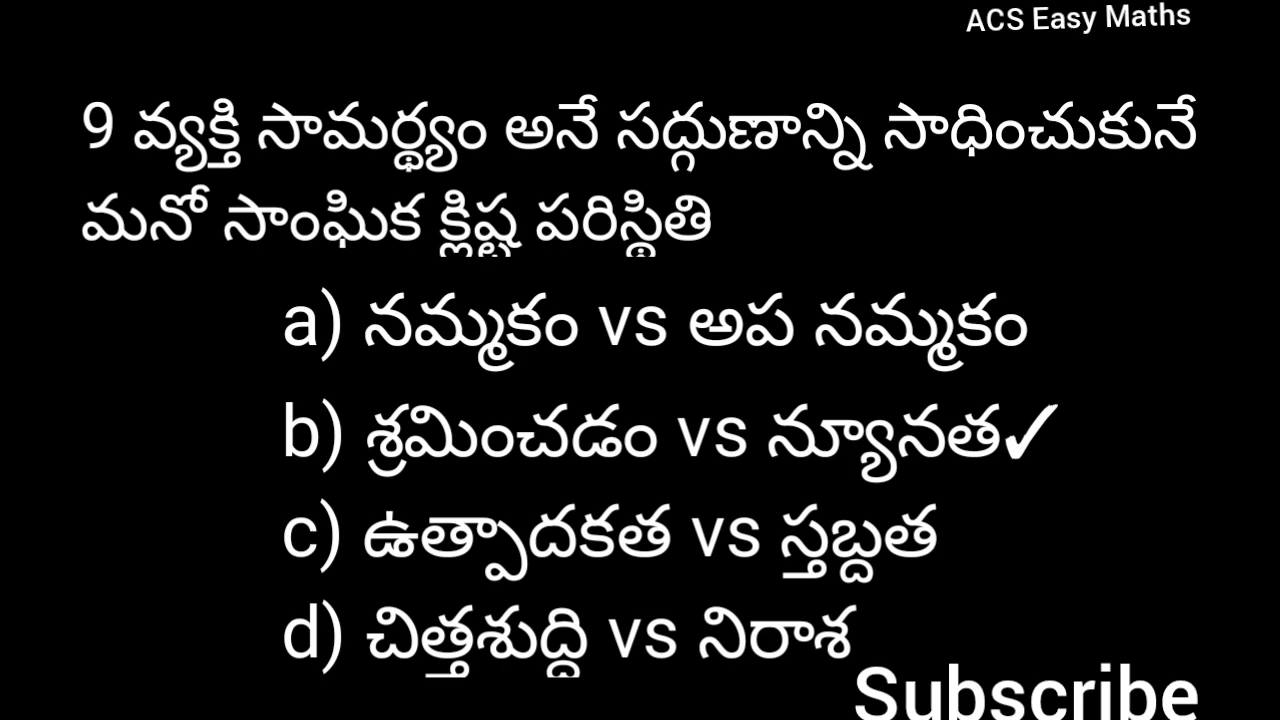 ACS Easy Maths
9 వ్యక్తి సామర్థ్యం అనే సద్గుణాన్ని సాధించుకునే
మనో సాంఘిక క్లిష్ట పరిస్థితి
a) నమ్మకం vs అప నమ్మకం
b) శ్రమించడం vs న్యూనత✓
c) ఉత్పాదకత vs స్తబ్దత
d) చిత్తశుద్ది vs నిరాశ
Subscribe